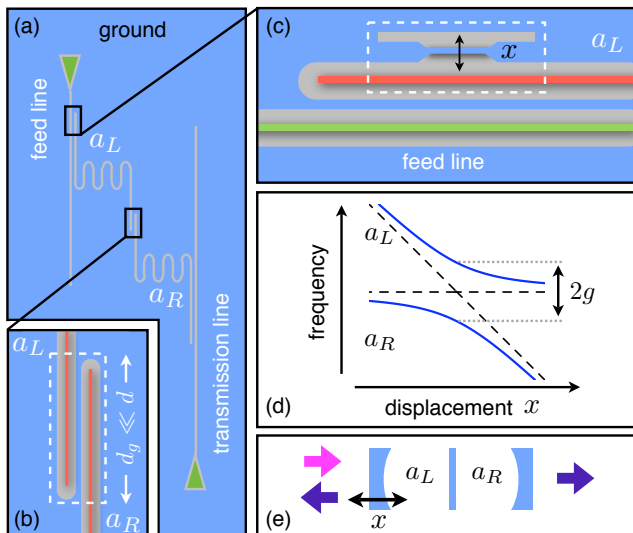 (a)
ground
feed line
a_L
a_R
transmission line
(b)
a_L
d_g ≪ d
a_R
(c)
a_L
x
feed line
(d)
frequency
a_L
a_R
2g
displacement x
(e)
a_L
a_R
x